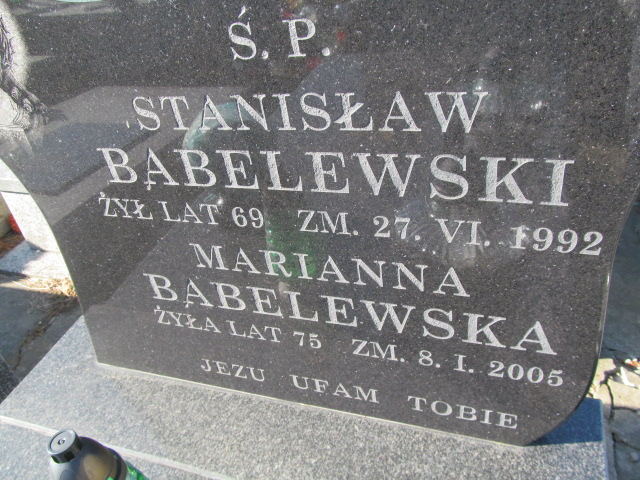 Ś. P.
STANISŁAW
BĄBELEWSKI
ŻYŁ LAT 69 ZM. 27. VI. 1992
MARIANNA
BĄBELEWSKA
ŻYŁA LAT 75 ZM. 8. I. 2005
JEZU UFAM TOBIE